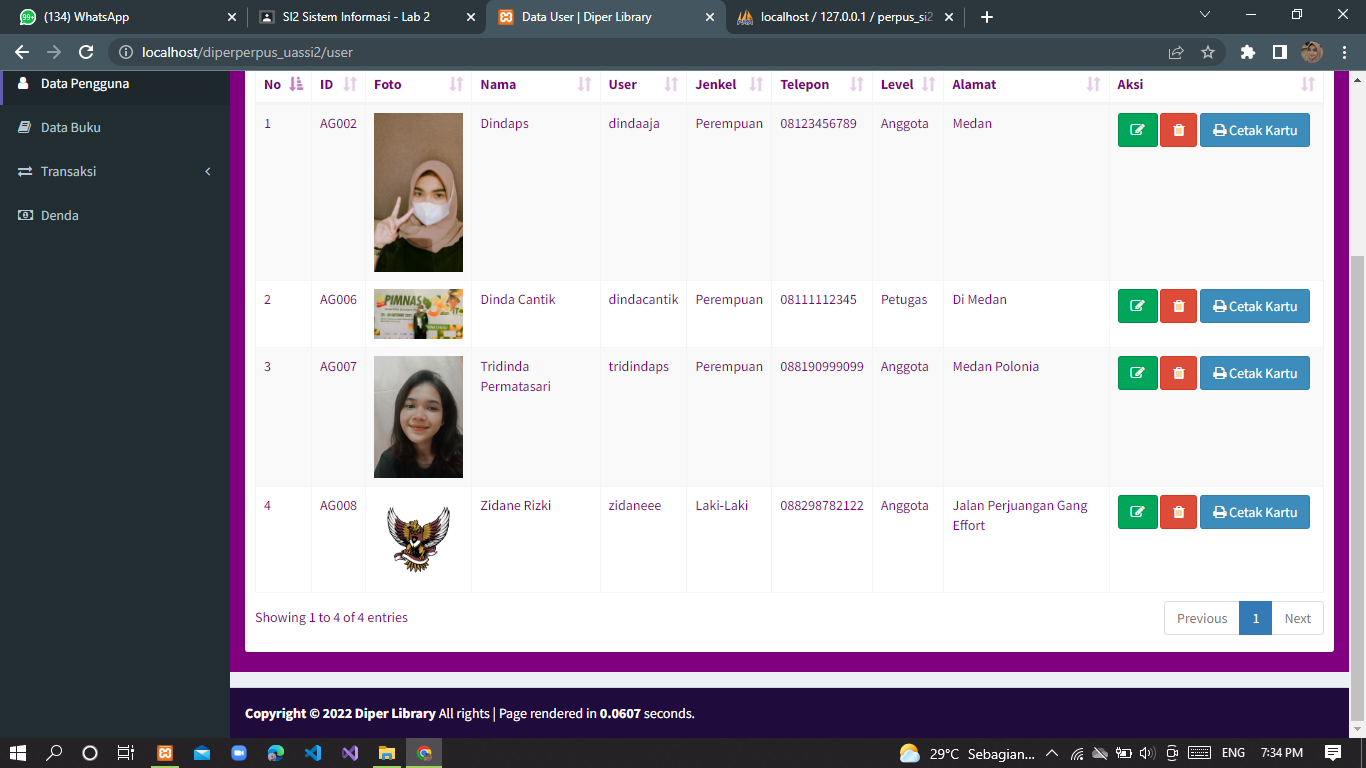 (134) WhatsApp
SI2 Sistem Informasi - Lab 2
Data User | Diper Library
localhost / 127.0.0.1 / perpus_si2
localhost/diperperpus_uassi2/user
Data Pengguna
Data Buku
Transaksi
Denda
No ID Foto Nama User Jenkel Telepon Level Alamat Aksi
1 AG002 Dindaps dindaaja Perempuan 08123456789 Anggota Medan Cetak Kartu
2 AG006 PIMNAS Dinda Cantik dindacantik Perempuan 08111112345 Petugas Di Medan Cetak Kartu
3 AG007 Tridinda tridindaps Perempuan 088190999099 Anggota Medan Polonia Cetak Kartu
Permatasari
4 AG008 Zidane Rizki zidaneee Laki-Laki 088298782122 Anggota Jalan Perjuangan Gang Cetak Kartu
Effort
Showing 1 to 4 of 4 entries
Previous 1 Next
Copyright © 2022 Diper Library All rights | Page rendered in 0.0607 seconds.
29°C Sebagian... ENG 7:34 PM